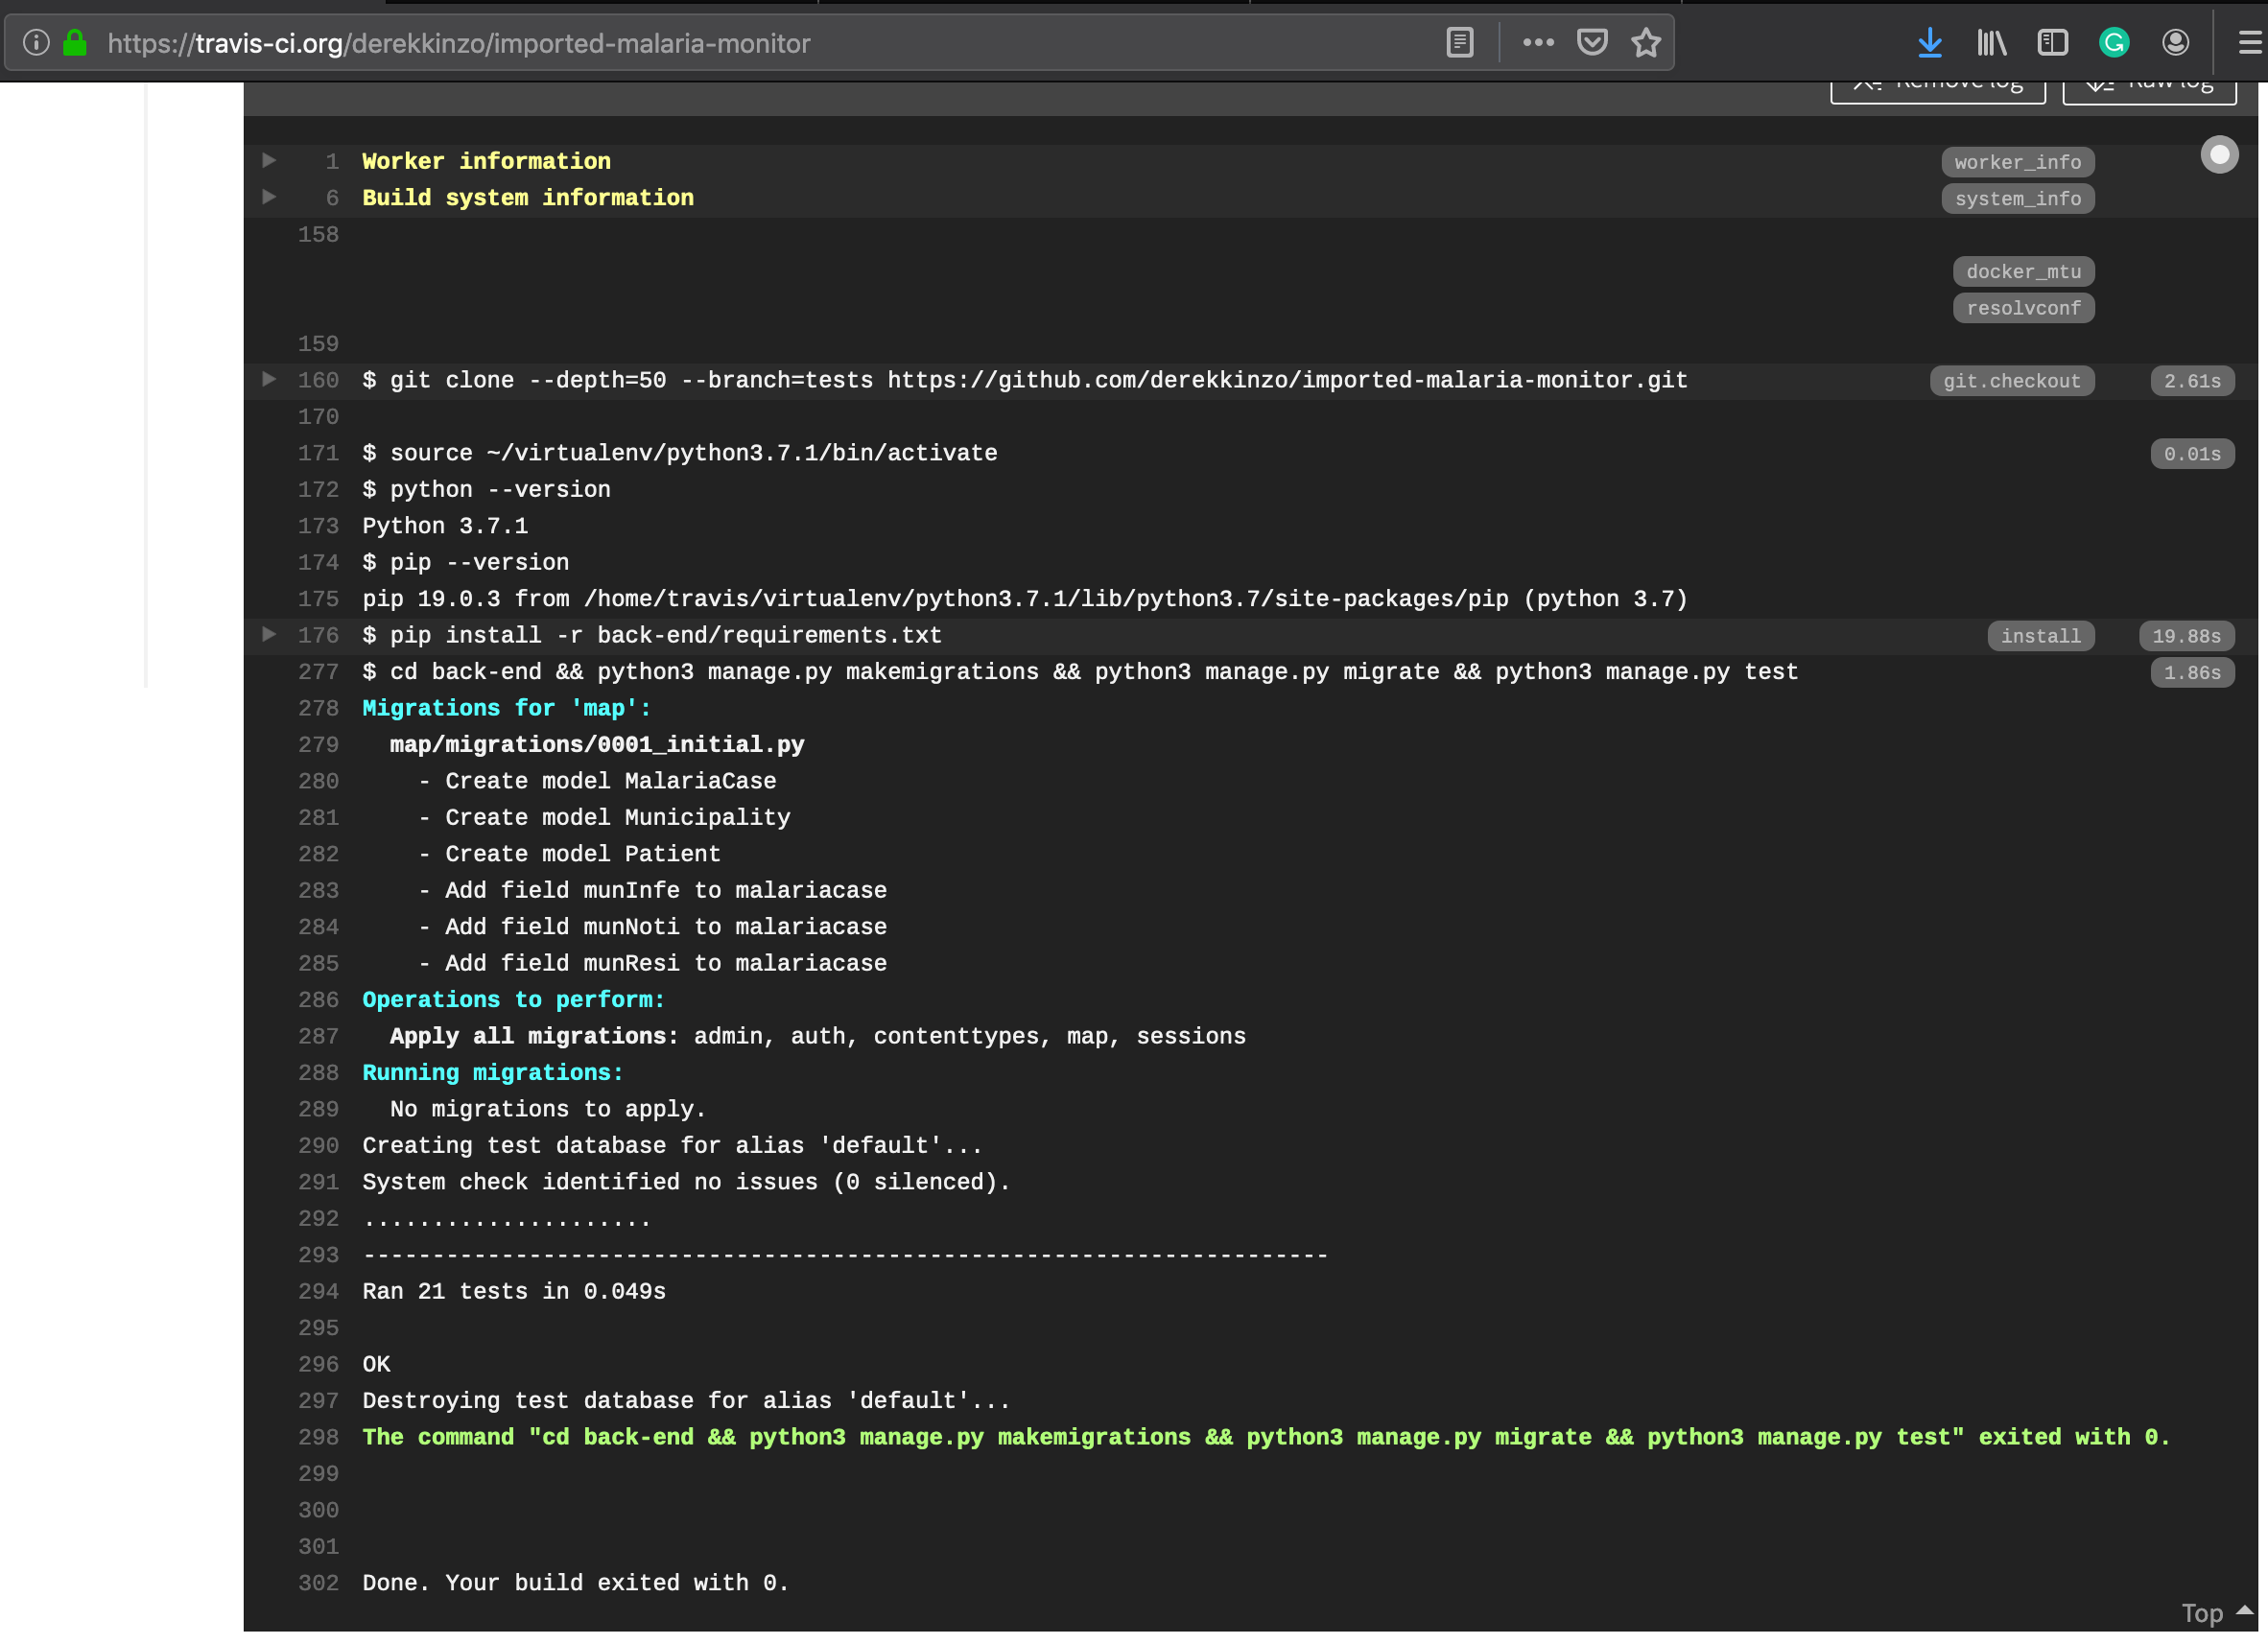 https://travis-ci.org/derekkinzo/imported-malaria-monitor
Remove log Raw log
1 Worker information worker_info
6 Build system information system_info
158
docker_mtu
resolvconf
159
160 $ git clone --depth=50 --branch=tests https://github.com/derekkinzo/imported-malaria-monitor.git git.checkout 2.61s
170
171 $ source ~/virtualenv/python3.7.1/bin/activate 0.01s
172 $ python --version
173 Python 3.7.1
174 $ pip --version
175 pip 19.0.3 from /home/travis/virtualenv/python3.7.1/lib/python3.7/site-packages/pip (python 3.7)
176 $ pip install -r back-end/requirements.txt install 19.88s
277 $ cd back-end && python3 manage.py makemigrations && python3 manage.py migrate && python3 manage.py test 1.86s
278 Migrations for 'map':
279 map/migrations/0001_initial.py
280 - Create model MalariaCase
281 - Create model Municipality
282 - Create model Patient
283 - Add field munInfe to malariacase
284 - Add field munNoti to malariacase
285 - Add field munResi to malariacase
286 Operations to perform:
287 Apply all migrations: admin, auth, contenttypes, map, sessions
288 Running migrations:
289 No migrations to apply.
290 Creating test database for alias 'default'...
291 System check identified no issues (0 silenced).
292 .....................
293 ----------------------------------------------------------------------
294 Ran 21 tests in 0.049s
295
296 OK
297 Destroying test database for alias 'default'...
298 The command "cd back-end && python3 manage.py makemigrations && python3 manage.py migrate && python3 manage.py test" exited with 0.
299
300
301
302 Done. Your build exited with 0.
Top